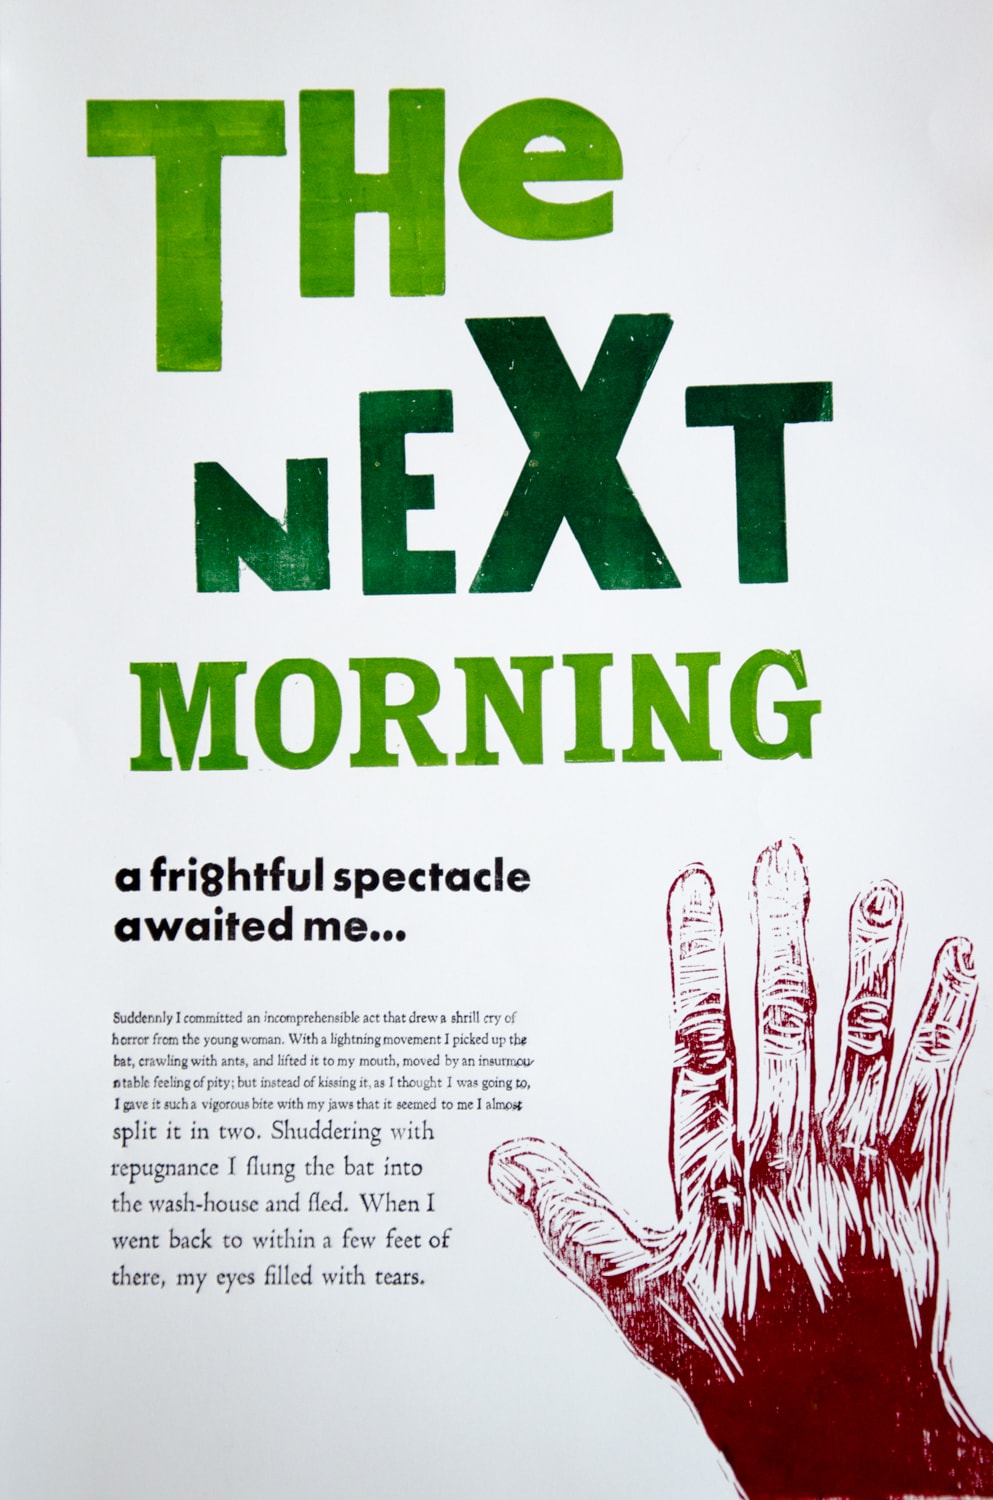 THe
NEXT
MORNING
a fri8htful spectacle
awaited me...
Suddennly I committed an incomprehensible act that drew a shrill cry of
horror from the young woman. With a lightning movement I picked up the
bat, crawling with ants, and lifted it to my mouth, moved by an insurmou-
ntable feeling of pity; but instead of kissing it, as I thought I was going to,
I gave it such a vigorous bite with my jaws that it seemed to me I almost
split it in two. Shuddering with
repugnance I flung the bat into
the wash-house and fled. When I
went back to within a few feet of
there, my eyes filled with tears.